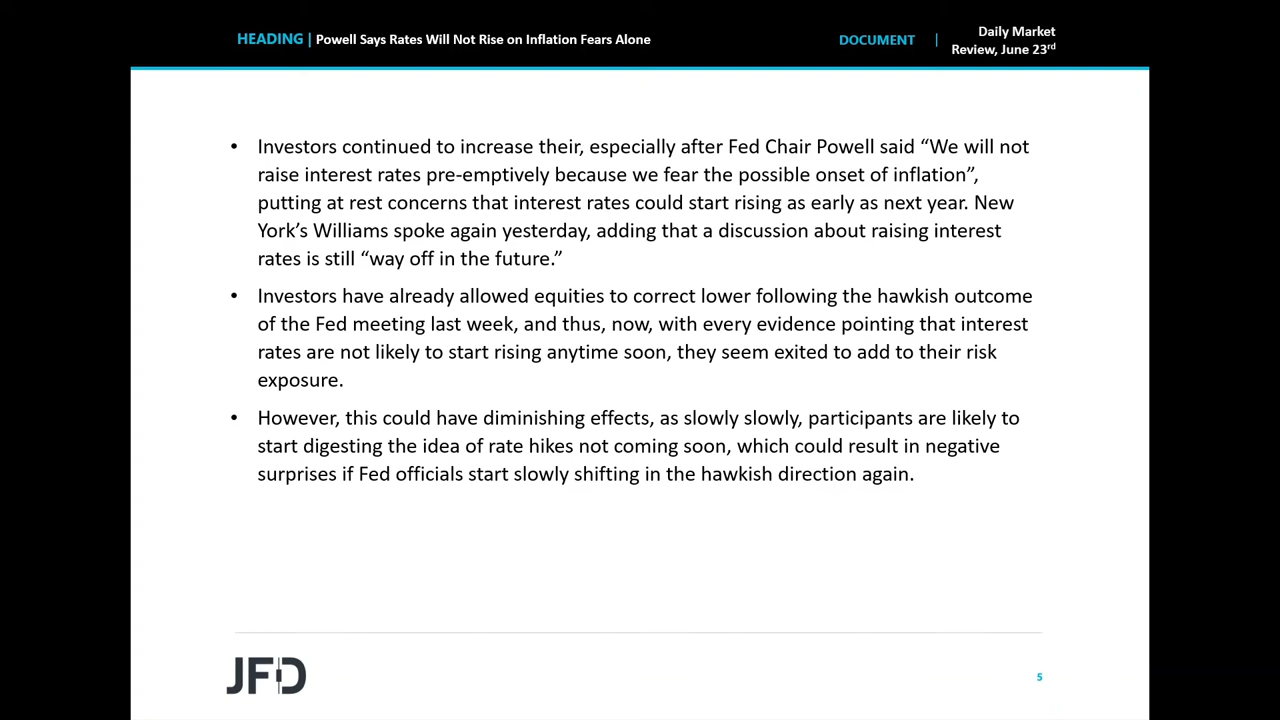 HEADING | Powell Says Rates Will Not Rise on Inflation Fears Alone
DOCUMENT | Daily Market
Review, June 23rd
• Investors continued to increase their, especially after Fed Chair Powell said “We will not
raise interest rates pre-emptively because we fear the possible onset of inflation”,
putting at rest concerns that interest rates could start rising as early as next year. New
York’s Williams spoke again yesterday, adding that a discussion about raising interest
rates is still “way off in the future.”
• Investors have already allowed equities to correct lower following the hawkish outcome
of the Fed meeting last week, and thus, now, with every evidence pointing that interest
rates are not likely to start rising anytime soon, they seem exited to add to their risk
exposure.
• However, this could have diminishing effects, as slowly slowly, participants are likely to
start digesting the idea of rate hikes not coming soon, which could result in negative
surprises if Fed officials start slowly shifting in the hawkish direction again.
JFD
5